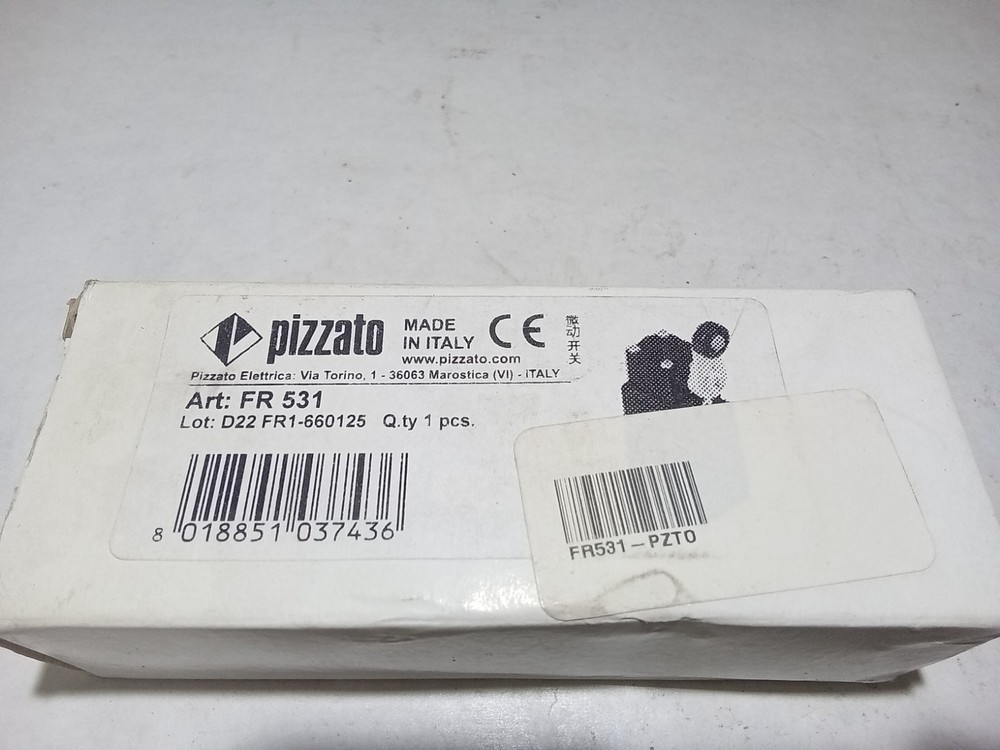 pizzato
MADE
IN ITALY
CE
微动开关
www.pizzato.com
Pizzato Elettrica: Via Torino, 1 - 36063 Marostica (VI) - iTALY
Art: FR 531
Lot: D22 FR1-660125 Q.ty 1 pcs.
8 018851 037436
FR531-PZTO